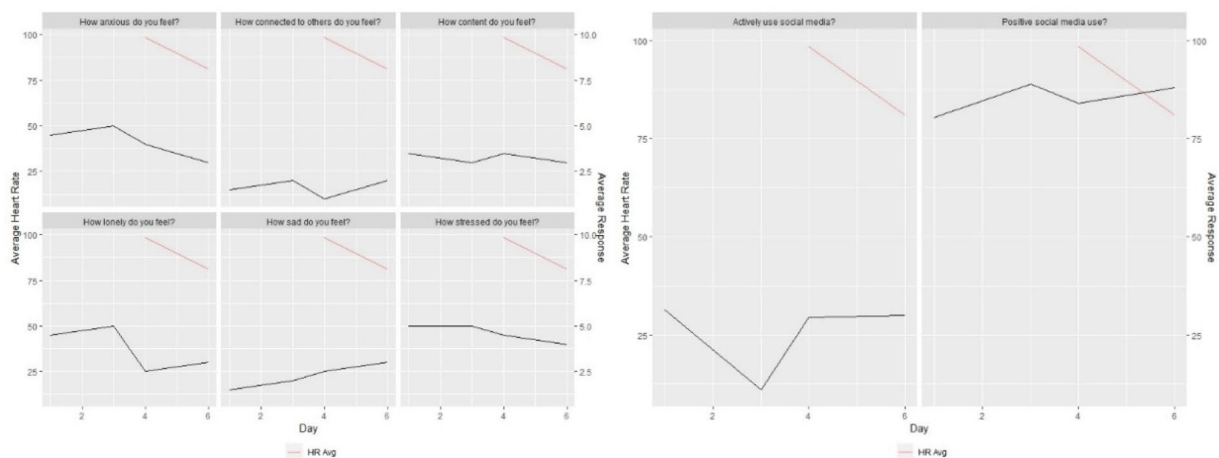 How anxious do you feel?
How connected to others do you feel?
How content do you feel?
100
75
50
25
10.0
7.5
5.0
2.5
How lonely do you feel?
How sad do you feel?
How stressed do you feel?
100
75
50
25
10.0
7.5
5.0
2.5
2
4
6
2
4
6
2
4
6
Average Heart Rate
Average Response
Day
HR Avg
Actively use social media?
Positive social media use?
100
75
50
25
100
75
50
25
2
4
6
2
4
6
Average Heart Rate
Average Response
Day
HR Avg